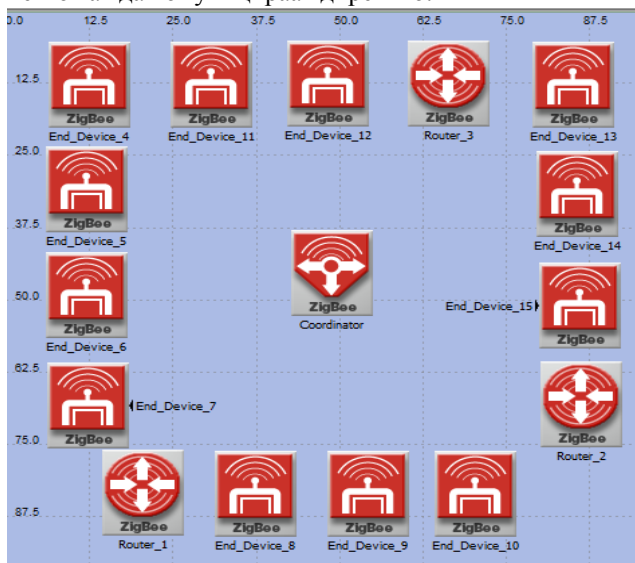 0.0 12.5 25.0 37.5 50.0 62.5 75.0 87.5
12.5
ZigBee ZigBee ZigBee ZigBee ZigBee
End_Device_4 End_Device_11 End_Device_12 Router_3 End_Device_13
25.0
ZigBee ZigBee
End_Device_5 End_Device_14
37.5
50.0
ZigBee ZigBee ZigBee
End_Device_6 Coordinator End_Device_15
62.5
End_Device_7
75.0
ZigBee ZigBee
Router_2
87.5
ZigBee ZigBee ZigBee ZigBee
Router_1 End_Device_8 End_Device_9 End_Device_10